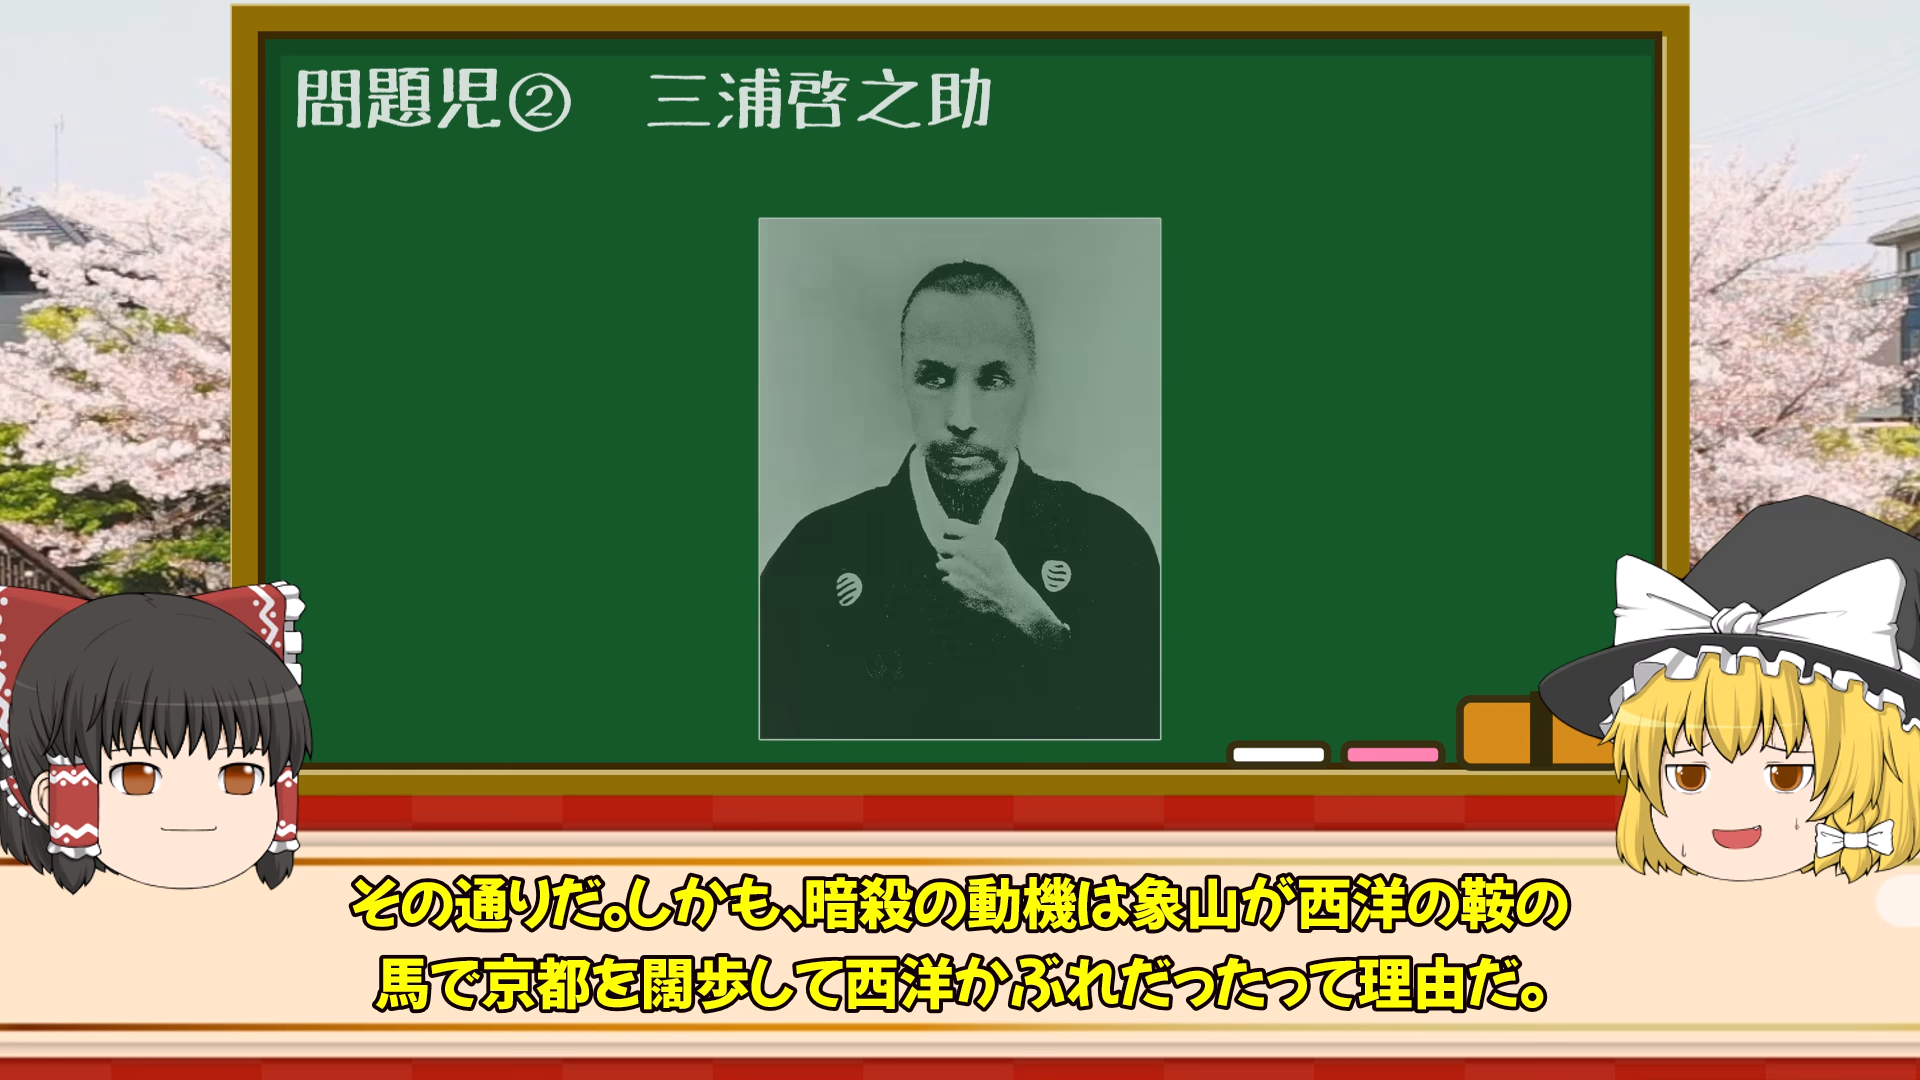 問題児② 三浦啓之助
その通りだ。しかも、暗殺の動機は象山が西洋の鞍の
馬で京都を闊歩して西洋かぶれだったって理由だ。